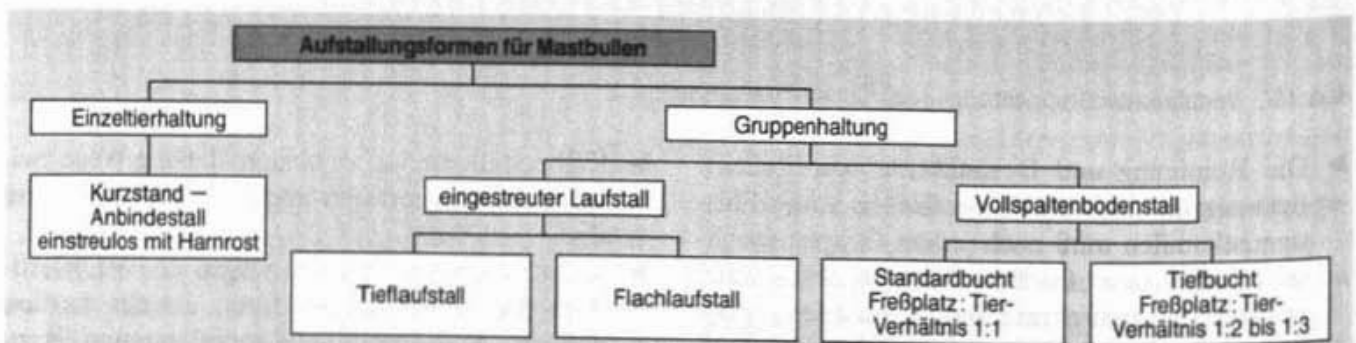 Aufstallungsformen für Mastbullen
Einzeltierhaltung
Gruppenhaltung
Kurzstand –
Anbindestall
einstreulos mit Harnrost
eingestreuter Laufstall
Vollspaltenbodenstall
Tieflaufstall
Flachlaufstall
Standardbucht
Freßplatz: Tier-
Verhältnis 1:1
Tiefbucht
Freßplatz: Tier-
Verhältnis 1:2 bis 1:3